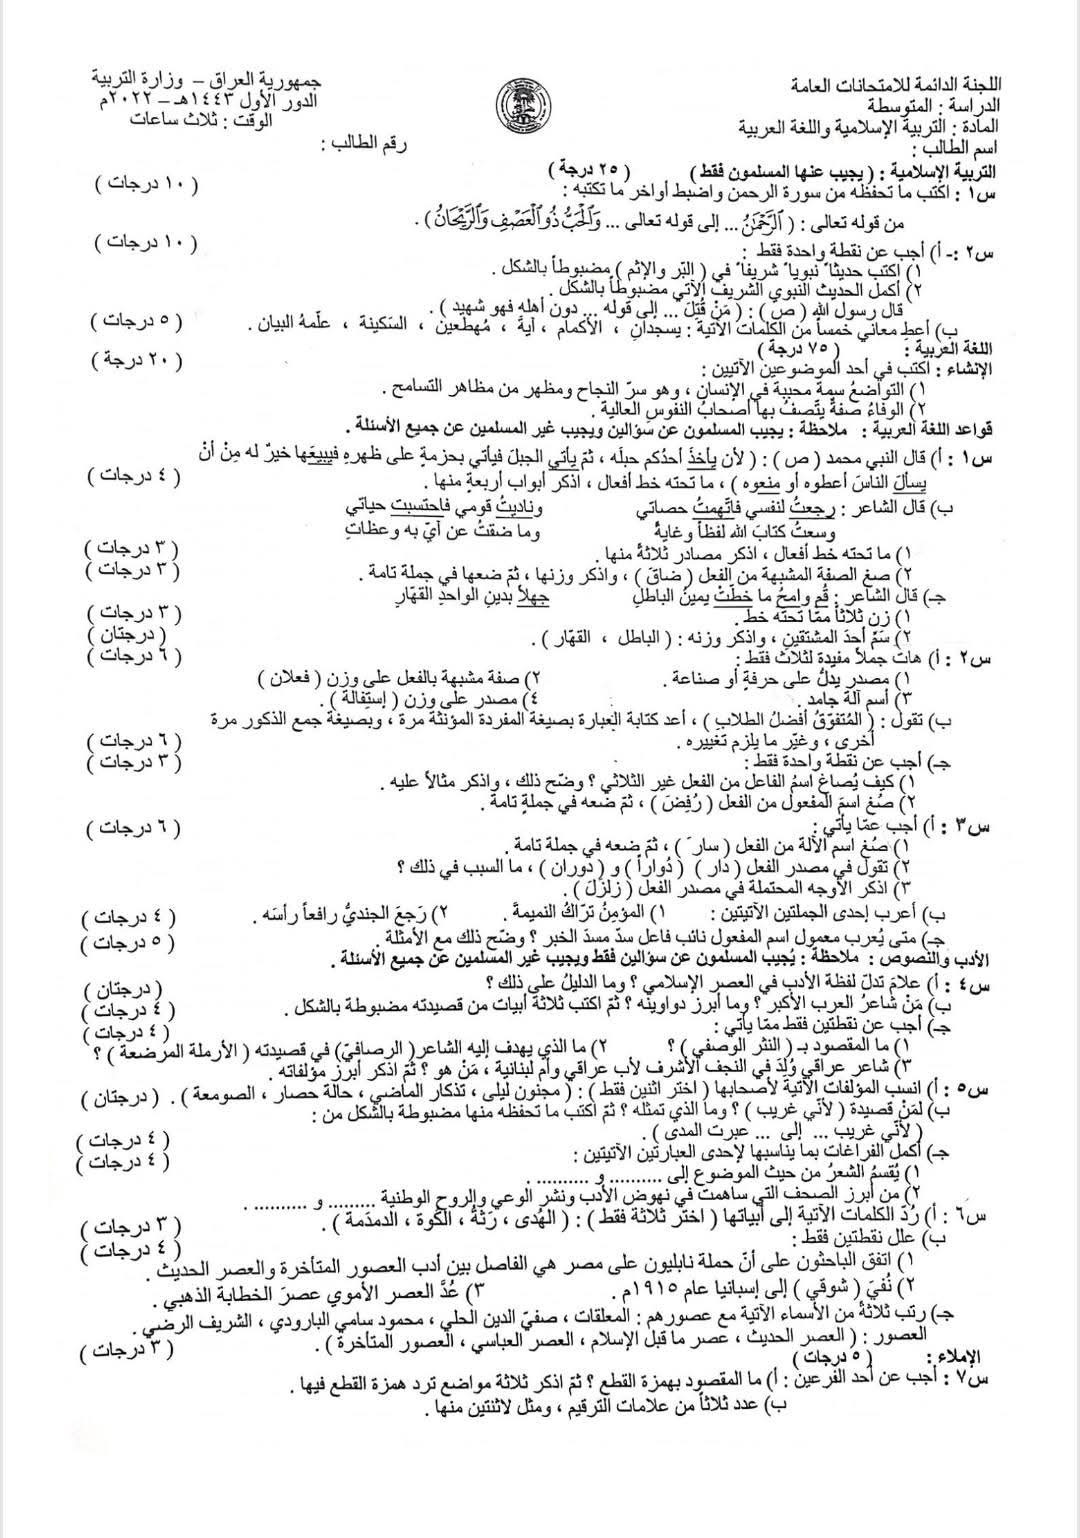 اللجنة الدائمة للامتحانات العامة
الدراسة : المتوسطة
المادة : التربية الإسلامية واللغة العربية
اسم الطالب :
جمهورية العراق – وزارة التربية
الدور الأول ١٤٤٣هـ – ٢٠٢٢م
الوقت : ثلاث ساعات
رقم الطالب :
التربية الإسلامية : ( يجيب عنها المسلمون فقط ) ( ٢٥ درجة )
س١ : اكتب ما تحفظه من سورة الرحمن واضبط أواخر ما تكتبه : ( ١٠ درجات )
من قوله تعالى : ( ٱلرَّحْمَٰنُ ... إلى قوله تعالى ... وَٱلْحَبُّ ذُو ٱلْعَصْفِ وَٱلرَّيْحَانُ ) .
س٢ :- أ) أجب عن نقطة واحدة فقط : ( ١٠ درجات )
١) اكتب حديثاً نبوياً شريفاً في ( البّر والإثم ) مضبوطاً بالشكل .
٢) أكمل الحديث النبوي الشريف الآتي مضبوطاً بالشكل .
قال رسول الله ( ص ) : ( مَنْ قُتِلَ ... إلى قوله ... دون أهلهِ فهو شهيد ) .
ب) أعطِ معاني خمساً من الكلمات الآتية : يسجدانِ ، الأكمام ، آية ، مُهطعين ، السّكينة ، علّمهُ البيان . ( ٥ درجات )
اللغة العربية : ( ٧٥ درجة )
الإنشاء : اكتب في أحد الموضوعين الآتيين : ( ٢٠ درجة )
١) التواضعُ سمة محببة في الإنسان ، وهو سرّ النجاح ومظهر من مظاهر التسامح .
٢) الوفاءُ صفةٌ يتّصفُ بها أصحابُ النفوسِ العالية .
قواعد اللغة العربية : ملاحظة : يجيب المسلمون عن سؤالين ويجيب غير المسلمين عن جميع الأسئلة .
س١ : أ) قال النبي محمد ( ص ) : ( لأن يأخذَ أحدُكم حبلَه ، ثمّ يأتي الجبلَ فيأتي بحزمةٍ على ظهرهِ فيبيعَها خيرٌ له مِنْ أنْ
يسألَ الناسَ أعطوه أو منعوه ) ، ما تحته خط أفعال ، اذكر أبواب أربعةٍ منها . ( ٤ درجات )
ب) قال الشاعر : رجعتُ لنفسي فاتّهمتُ حصاتي وناديتُ قومي فاحتسبت حياتي
وسعتُ كتابَ الله لفظاً وغايةً وما ضقتُ عن آيّ به وعظاتِ
١) ما تحته خط أفعال ، اذكر مصادر ثلاثةً منها . ( ٣ درجات )
٢) صغ الصفة المشبهة من الفعل ( ضاقَ ) ، واذكر وزنها ، ثمّ ضعها في جملة تامة . ( ٣ درجات )
جـ) قال الشاعر : قُم وامحُ ما خطّتْ يمينُ الباطلِ جهلاً بدينِ الواحدِ القهّارِ
١) زن ثلاثاً ممّا تحته خط . ( ٣ درجات )
٢) سَمِّ أحدَ المشتقينِ ، واذكر وزنه : ( الباطل ، القهّار ) . ( درجتان )
س٢ : أ) هات جملاً مفيدة لثلاث فقط : ( ٦ درجات )
١) مصدر يدلُّ على حرفةٍ أو صناعة . ٢) صفة مشبهة بالفعل على وزن ( فعلان )
٣) أسم آلة جامد . ٤) مصدر على وزن ( إستِفالة ) .
ب) تقول : ( المُتفوّقُ أفضلُ الطلابِ ) ، أعد كتابة العبارة بصيغة المفردة المؤنثة مرة ، وبصيغة جمع الذكور مرة
أخرى ، وغيّر ما يلزم تغييره . ( ٦ درجات )
جـ) أجب عن نقطة واحدة فقط : ( ٣ درجات )
١) كيف يُصاغ اسمُ الفاعل من الفعل غير الثلاثي ؟ وضّح ذلك ، واذكر مثالاً عليه .
٢) صُغ اسمَ المفعول من الفعل ( رُفِضَ ) ، ثمّ ضعه في جملةٍ تامة .
س٣ : أ) أجب عمّا يأتي : ( ٦ درجات )
١) صُغ اسم الآلة من الفعل ( سارَ ) ، ثمّ ضعه في جملة تامة .
٢) تقول في مصدر الفعل ( دار ) ( دُواراً ) و ( دوران ) ، ما السبب في ذلك ؟
٣) اذكر الأوجه المحتملة في مصدر الفعل ( زلزلَ ) .
ب) أعرب إحدى الجملتين الآتيتين : ١) المؤمنُ ترّاكُ النميمةَ . ٢) رَجعَ الجنديُّ رافعاً رأسَه . ( ٤ درجات )
جـ) متى يُعرب معمول اسم المفعول نائب فاعل سدّ مسدّ الخبر ؟ وضّح ذلك مع الأمثلة . ( ٥ درجات )
الأدب والنصوص : ملاحظة : يُجيب المسلمون عن سؤالين فقط ويجيب غير المسلمين عن جميع الأسئلة .
س٤ : أ) علامَ تدلّ لفظة الأدب في العصر الإسلامي ؟ وما الدليلُ على ذلك ؟ ( درجتان )
ب) مَنْ شاعرُ العرب الأكبر ؟ وما أبرز دواوينه ؟ ثمّ اكتب ثلاثة أبيات من قصيدته مضبوطة بالشكل . ( ٤ درجات )
جـ) أجب عن نقطتين فقط ممّا يأتي : ( ٤ درجات )
١) ما المقصود بـ ( النثر الوصفي ) ؟ ٢) ما الذي يهدف إليه الشاعر( الرصافيّ) في قصيدته ( الأرملة المرضعة ) ؟
٣) شاعر عراقي وُلِدَ في النجف الأشرف لأب عراقي وأم لبنانية ، مَنْ هو ؟ ثمّ اذكر أبرز مؤلفاته .
س٥ : أ) انسب المؤلفات الآتية لأصحابها ( اختر اثنين فقط ) : ( مجنون ليلى ، تذكار الماضي ، حالة حصار ، الصومعة ) . ( درجتان )
ب) لمَنْ قصيدة ( لأنّي غريب ) ؟ وما الذي تمثله ؟ ثمّ اكتب ما تحفظه منها مضبوطة بالشكل من :
( لأنّي غريب ... إلى ... عبرت المدى ) . ( ٤ درجات )
جـ) أكمل الفراغات بما يناسبها لإحدى العبارتين الآتيتين : ( ٤ درجات )
١) يُقسمُ الشعرُ من حيث الموضوع إلى .......... و .......... .
٢) من أبرز الصحف التي ساهمت في نهوض الأدب ونشر الوعي والروح الوطنية .......... و .......... .
س٦ : أ) رُدّ الكلمات الآتية إلى أبياتها ( اختر ثلاثة فقط ) : ( الهُدى ، رَثّةُ ، الكُوة ، الدمدَمة ) . ( ٣ درجات )
ب) علل نقطتين فقط : ( ٤ درجات )
١) اتفق الباحثون على أنّ حملة نابليون على مصر هي الفاصل بين أدب العصور المتأخرة والعصر الحديث .
٢) نُفيَ ( شوقي ) إلى إسبانيا عام ١٩١٥م . ٣) عُدَّ العصر الأموي عصرَ الخطابة الذهبي .
جـ) رتب ثلاثةً من الأسماء الآتية مع عصورهم : المعلقات ، صفيّ الدين الحلي ، محمود سامي البارودي ، الشريف الرضي .
العصور : ( العصر الحديث ، عصر ما قبل الإسلام ، العصر العباسي ، العصور المتأخرة ) . ( ٣ درجات )
الإملاء : ( ٥ درجات )
س٧ : أجب عن أحد الفرعين : أ) ما المقصود بهمزة القطع ؟ ثمّ اذكر ثلاثة مواضع ترد همزة القطع فيها .
ب) عدد ثلاثاً من علامات الترقيم ، ومثل لاثنتين منها .